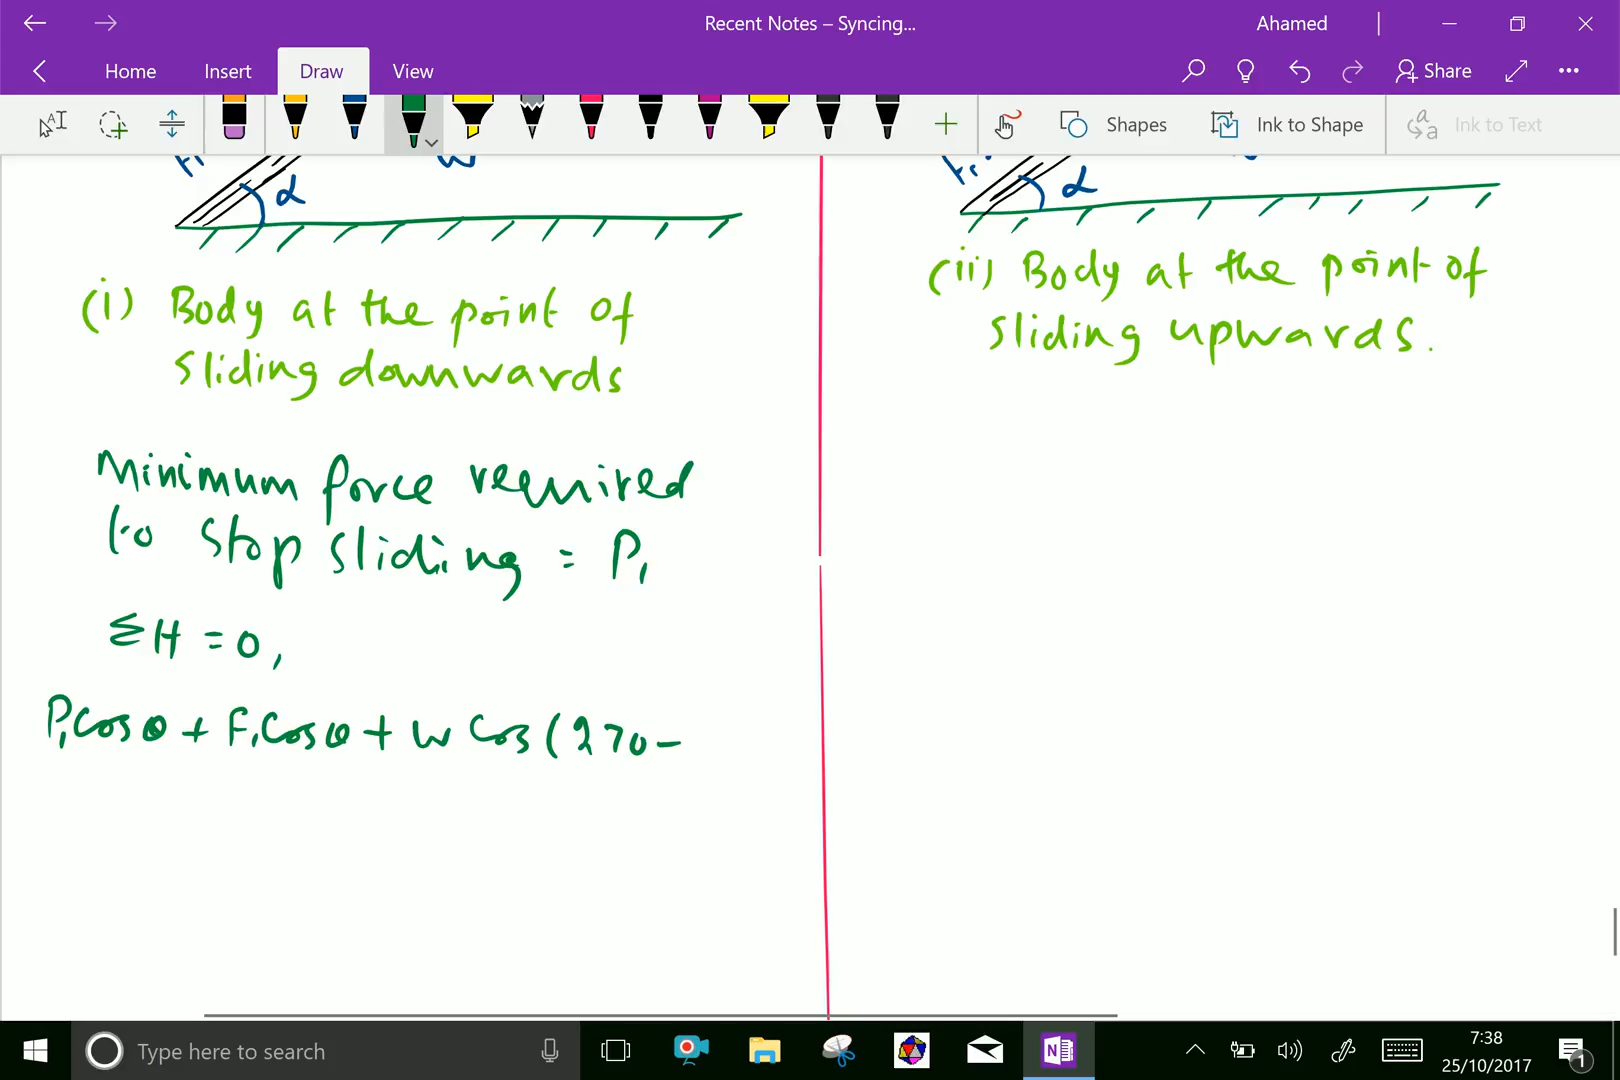 Recent Notes – Syncing...
Ahamed
Home
Insert
Draw
View
Share
Shapes
Ink to Shape
Ink to Text
F₁
α
W
α
(i) Body at the point of
sliding downwards
(ii) Body at the point of
sliding upwards.
Minimum force required
to stop sliding = P₁
ΣH = 0,
P₁cosθ + F₁cosθ + W cos(270-
Type here to search
7:38
25/10/2017
1